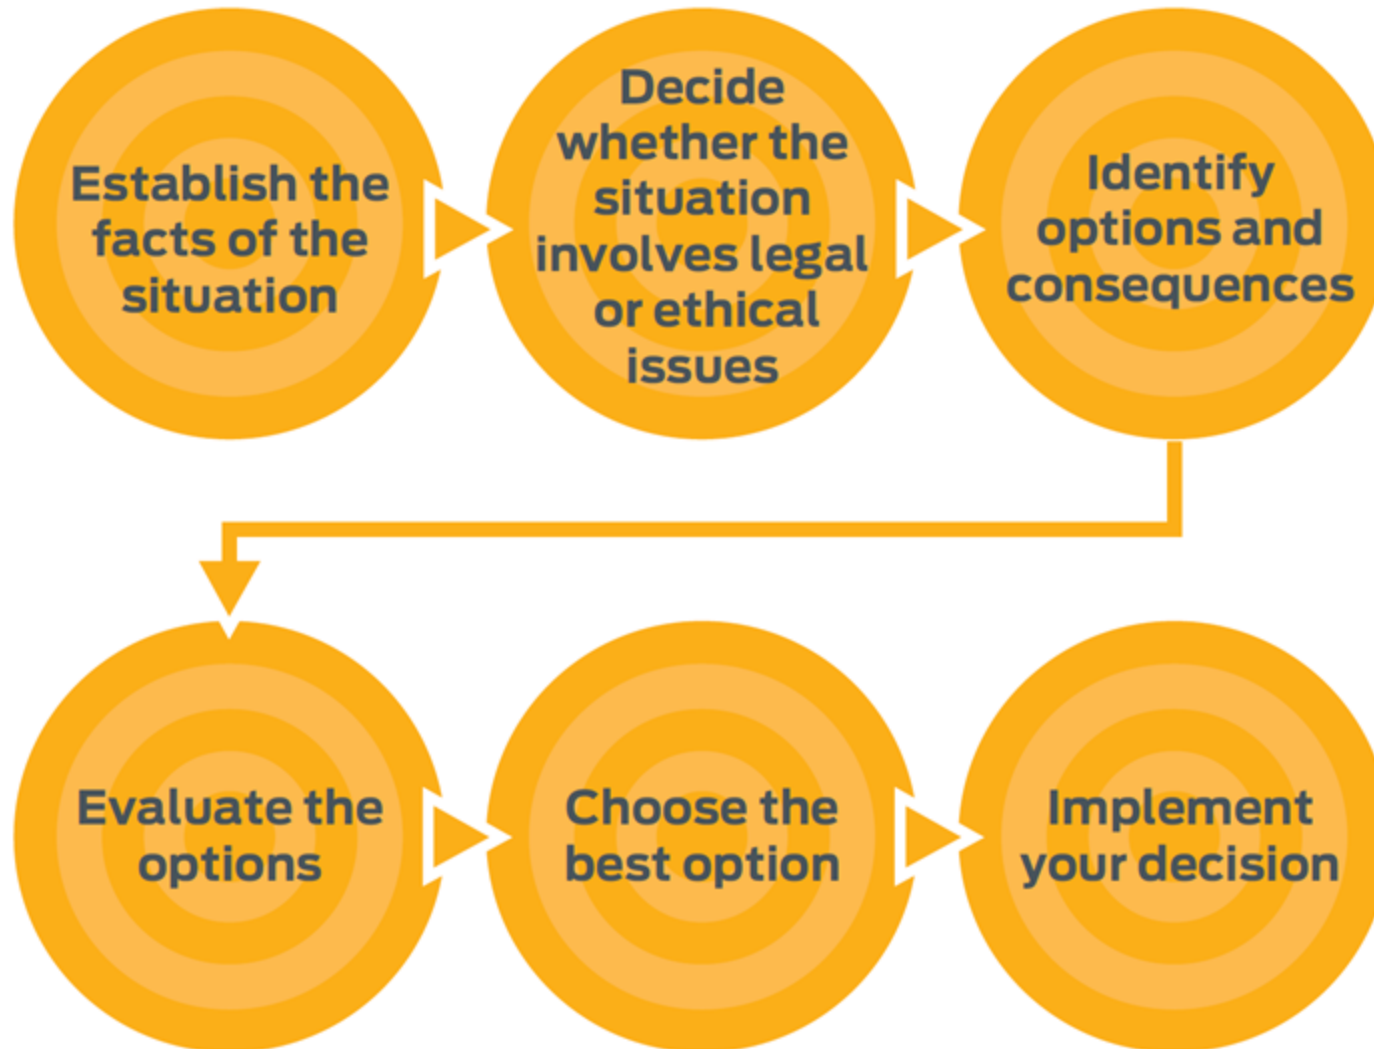 Establish the
facts of the
situation
Decide
whether the
situation
involves legal
or ethical
issues
Identify
options and
consequences
Evaluate the
options
Choose the
best option
Implement
your decision